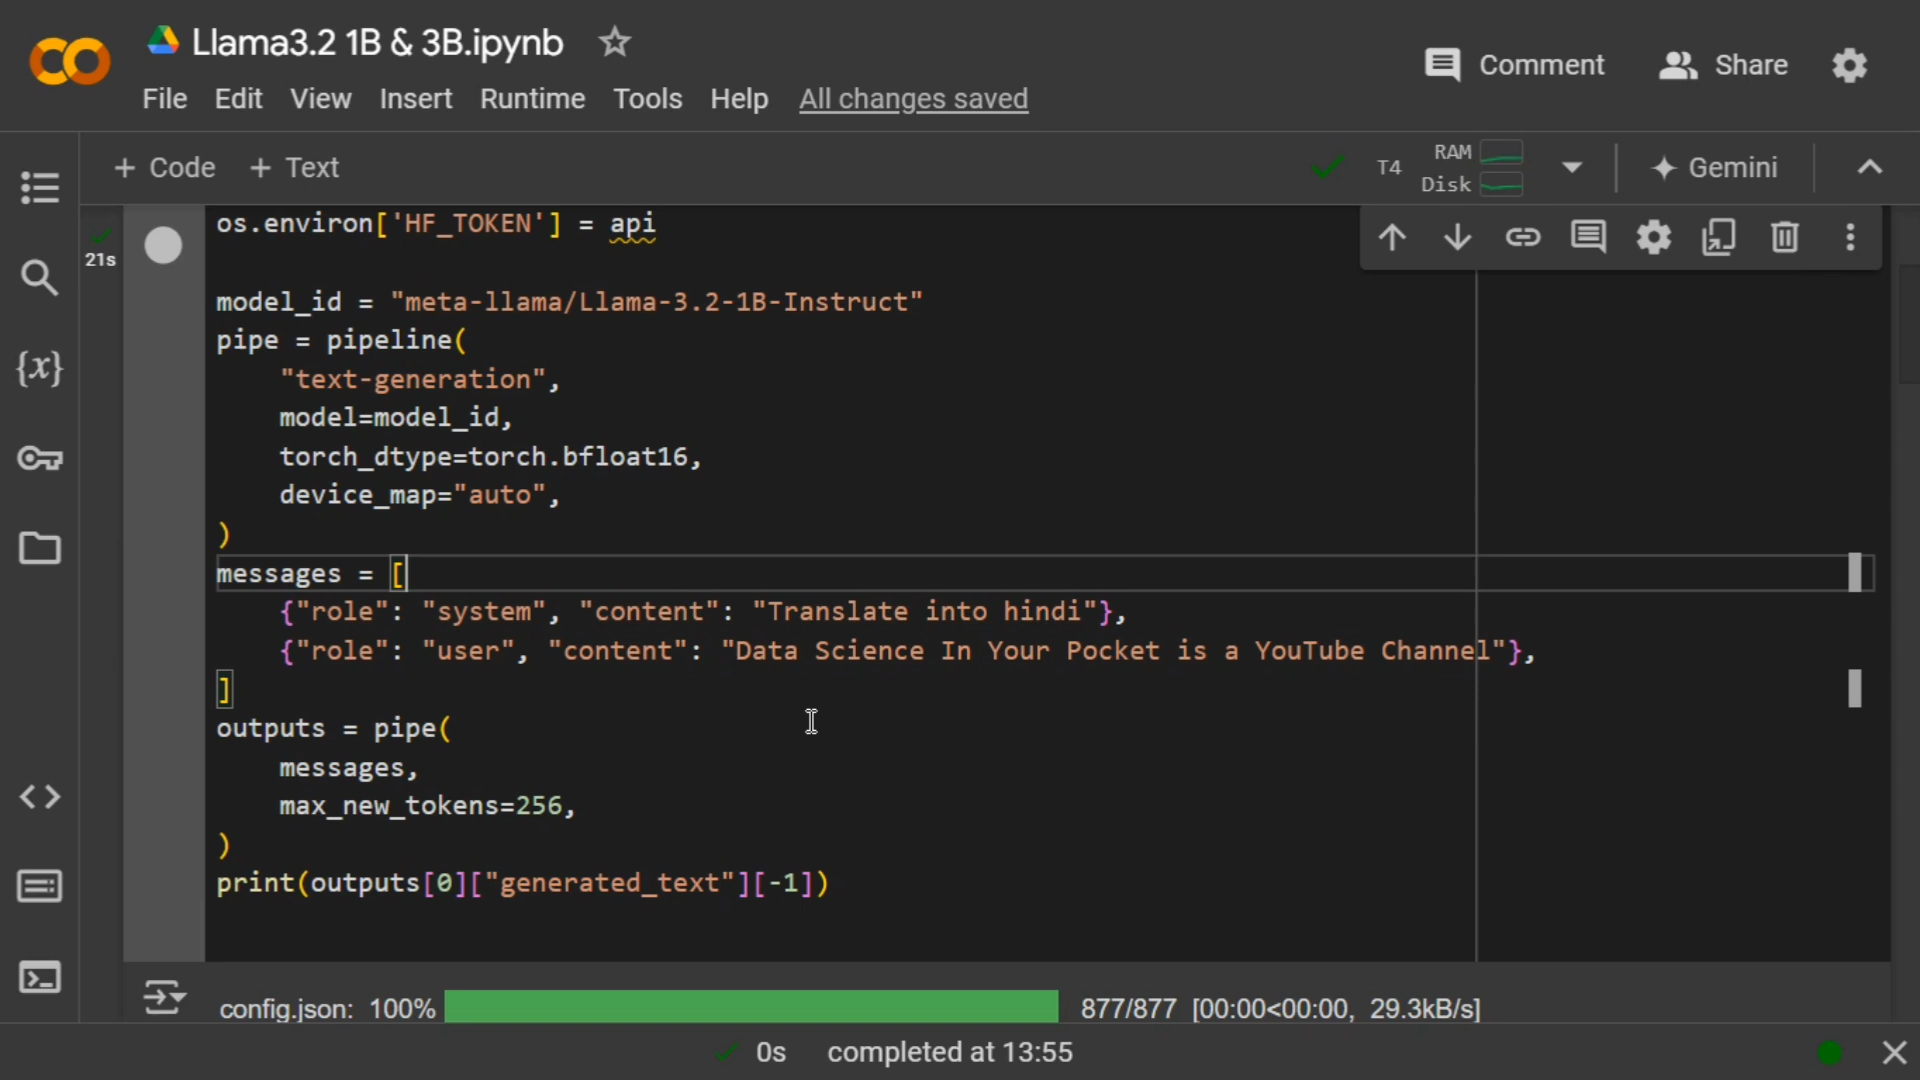 Llama3.2 1B & 3B.ipynb
Comment
Share
File Edit View Insert Runtime Tools Help All changes saved
+ Code + Text
T4
RAM
Disk
Gemini
21s
os.environ['HF_TOKEN'] = api
model_id = "meta-llama/Llama-3.2-1B-Instruct"
pipe = pipeline(
    "text-generation",
    model=model_id,
    torch_dtype=torch.bfloat16,
    device_map="auto",
)
messages = [
    {"role": "system", "content": "Translate into hindi"},
    {"role": "user", "content": "Data Science In Your Pocket is a YouTube Channel"},
]
outputs = pipe(
    messages,
    max_new_tokens=256,
)
print(outputs[0]["generated_text"][-1])
config.json: 100% 877/877 [00:00<00:00, 29.3kB/s]
0s completed at 13:55